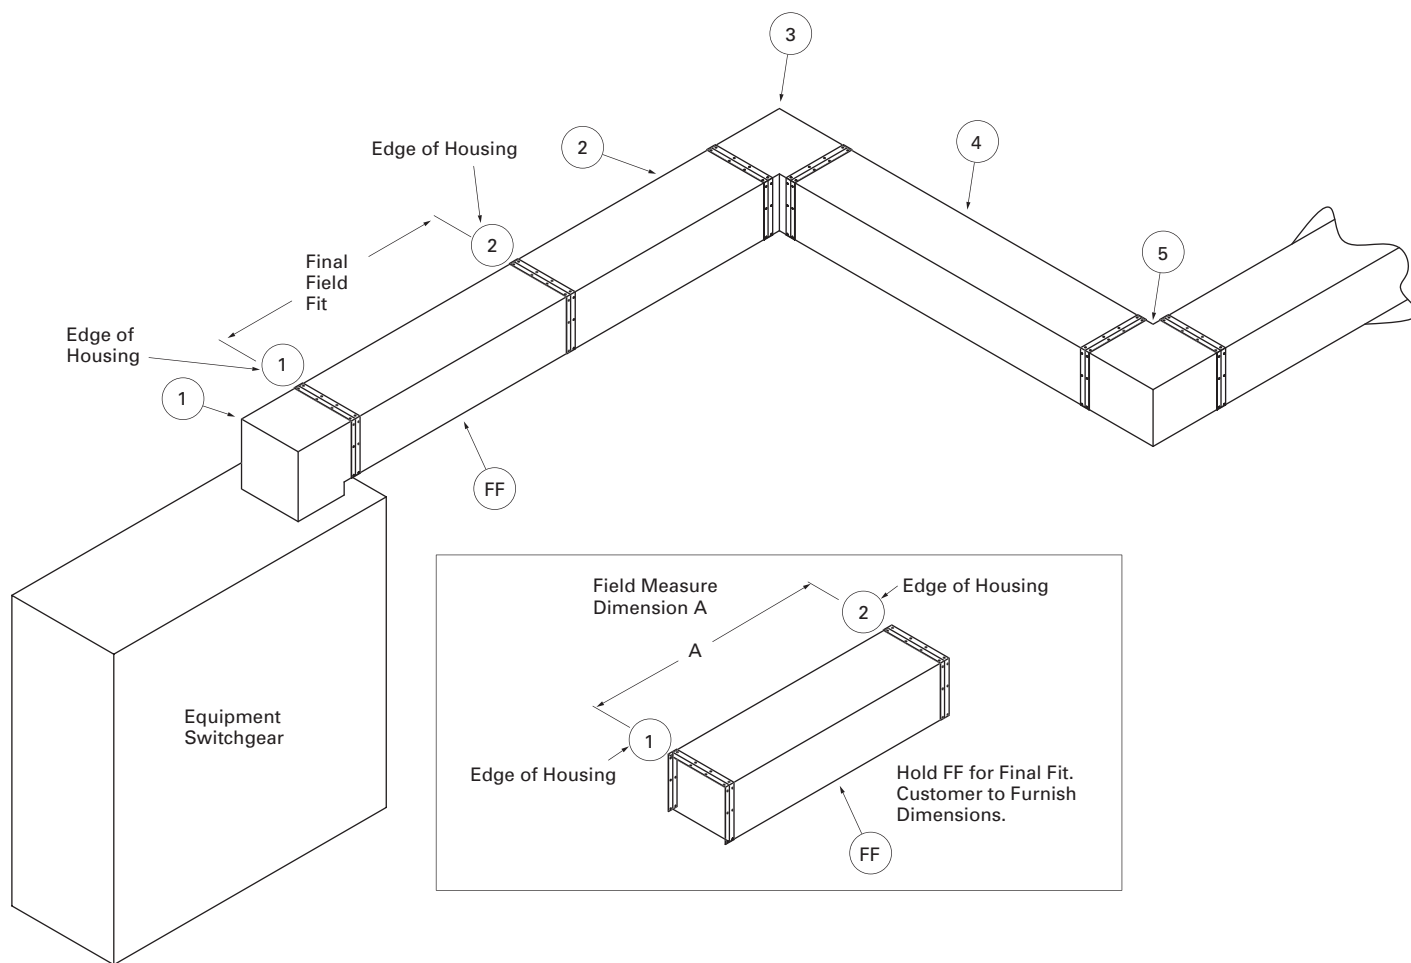 3
2
4
Edge of Housing
2
5
Final
Field
Fit
Edge of
Housing
1
1
FF
Field Measure
Dimension A
Edge of Housing
2
A
Equipment
Switchgear
1
Edge of Housing
Hold FF for Final Fit.
Customer to Furnish
Dimensions.
FF